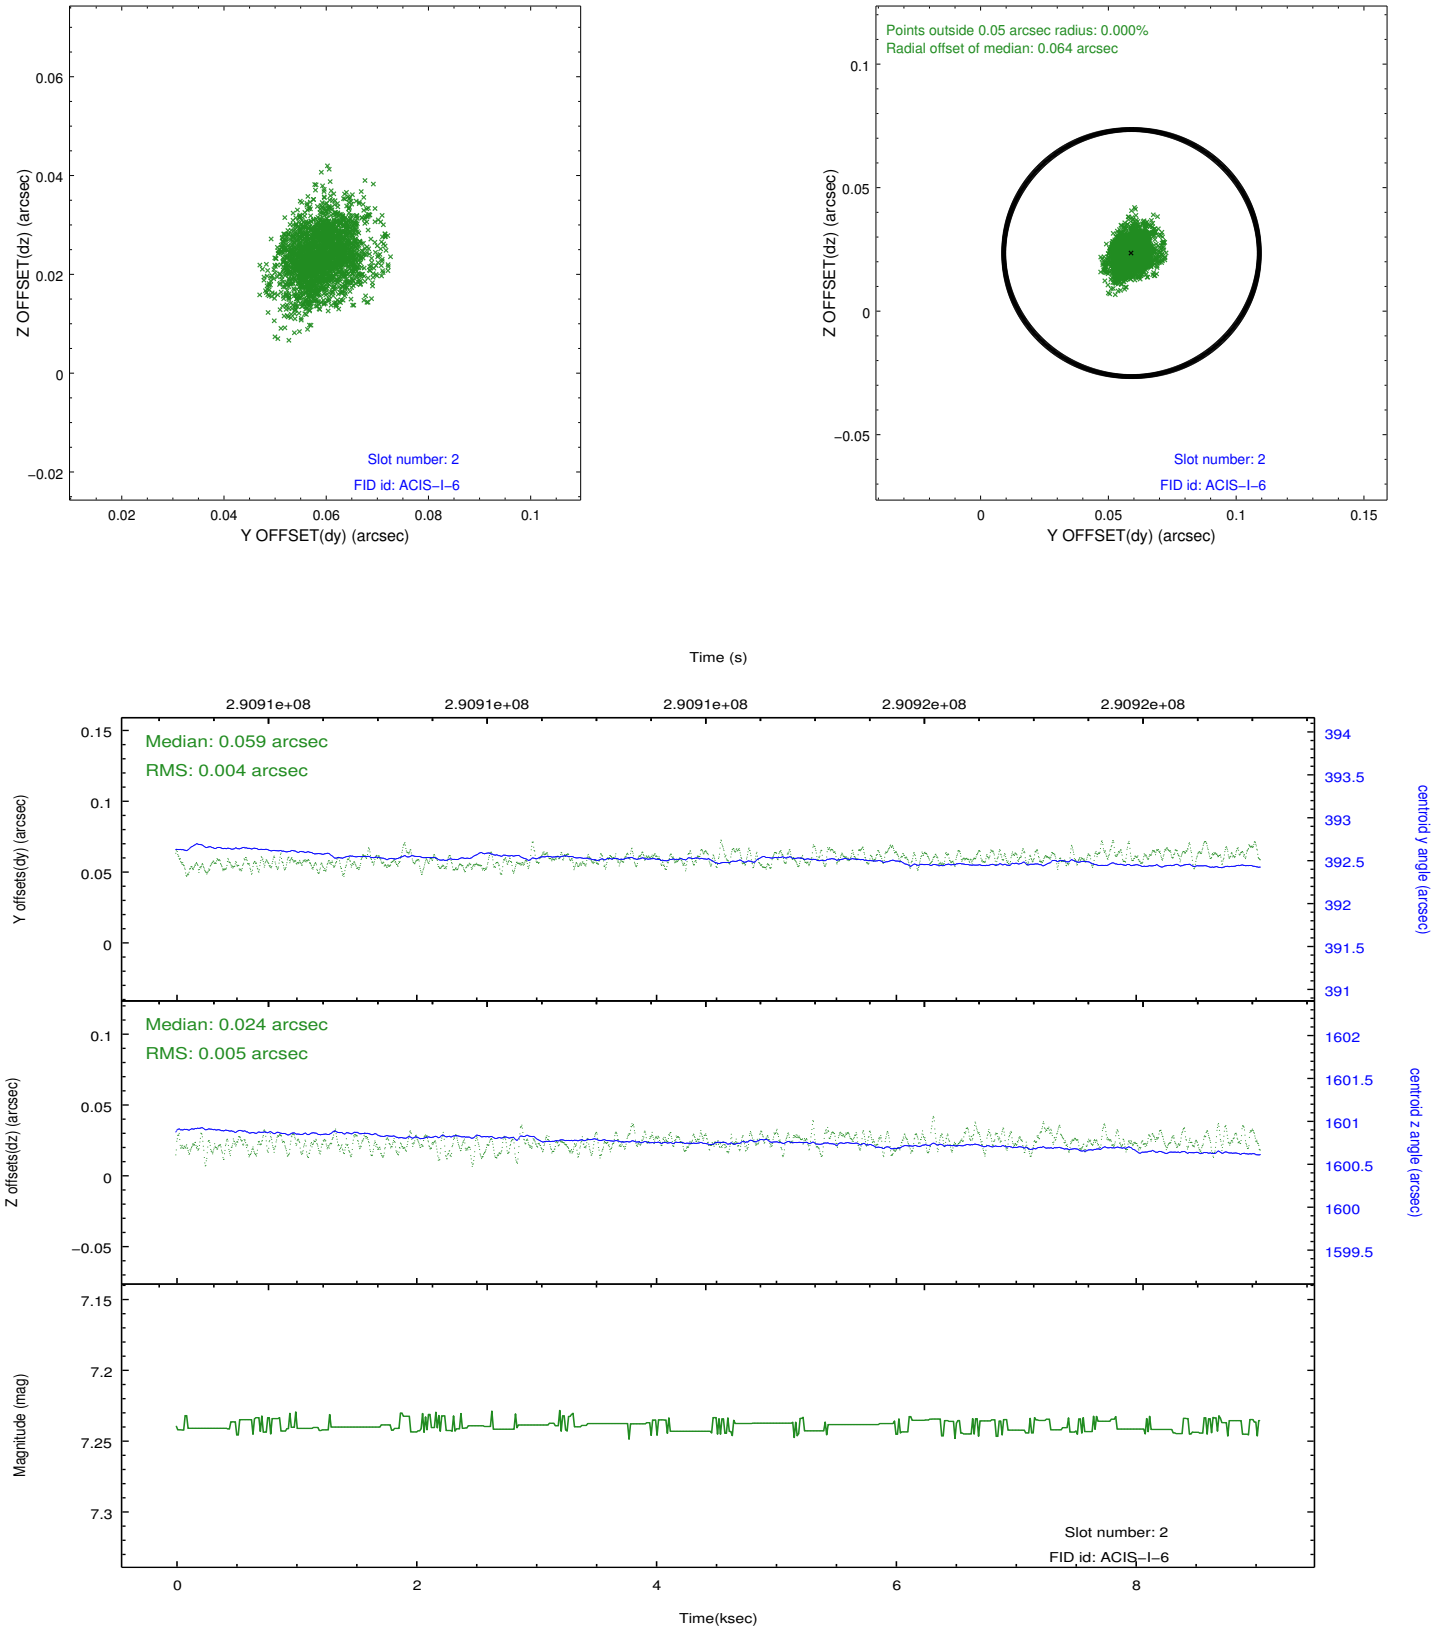 0.06
0.04
0.02
0
−0.02
Z OFFSET(dz) (arcsec)
Slot number: 2
FID id: ACIS−I−6
0.02
0.04
0.06
0.08
0.1
Y OFFSET(dy) (arcsec)
Points outside 0.05 arcsec radius: 0.000%
Radial offset of median: 0.064 arcsec
0.1
0.05
0
−0.05
Z OFFSET(dz) (arcsec)
Slot number: 2
FID id: ACIS−I−6
0
0.05
0.1
0.15
Y OFFSET(dy) (arcsec)
Time (s)
2.9091e+08
2.9091e+08
2.9091e+08
2.9092e+08
2.9092e+08
Median: 0.059 arcsec
RMS: 0.004 arcsec
0.15
0.1
0.05
0
Y offsets(dy) (arcsec)
394
393.5
393
392.5
392
391.5
391
centroid y angle (arcsec)
Median: 0.024 arcsec
RMS: 0.005 arcsec
0.1
0.05
0
−0.05
Z offsets(dz) (arcsec)
1602
1601.5
1601
1600.5
1600
1599.5
centroid z angle (arcsec)
7.15
7.2
7.25
7.3
Magnitude (mag)
Slot number: 2
FID id: ACIS−I−6
0
2
4
6
8
Time(ksec)